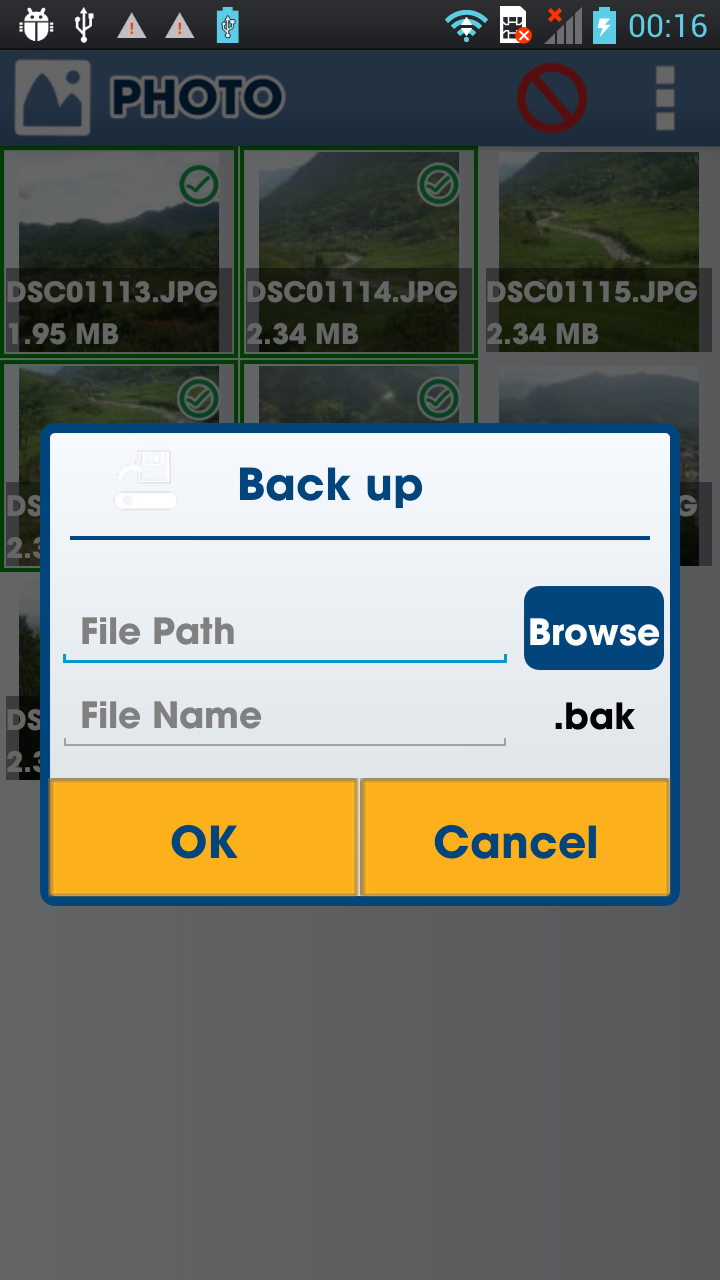 00:16
PHOTO
DSC01113.JPG DSC01114.JPG DSC01115.JPG
1.95 MB 2.34 MB 2.34 MB
Back up
File Path Browse
File Name .bak
OK Cancel